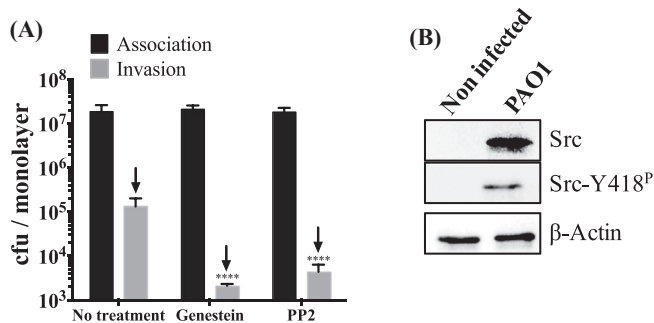 (A)
Association
Invasion
cfu / monolayer
10^8
10^7
10^6
10^5
10^4
10^3
****
****
No treatment Genestein PP2
(B)
Non infected
PAO1
Src
Src-Y418^P
β-Actin